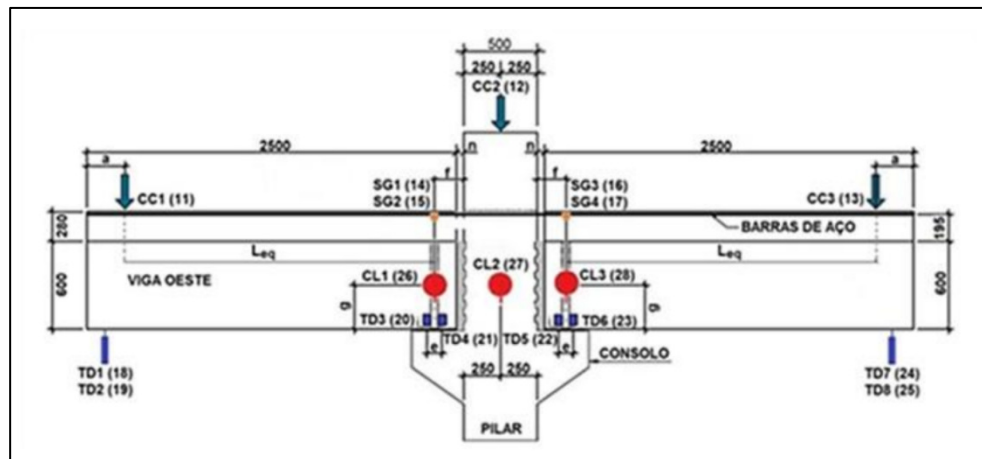 500
250 250
CC2 (12)
2500 n n 2500
a f f a
CC1 (11) SG1 (14) SG3 (16) CC3 (13)
SG2 (15) SG4 (17)
280 BARRAS DE AÇO 195
Leq Leq
600 VIGA OESTE CL1 (26) CL2 (27) CL3 (28) 600
g g
TD3 (20) TD6 (23)
e TD4 (21) TD5 (22) e
CONSOLO
TD1 (18) 250 250 TD7 (24)
TD2 (19) TD8 (25)
PILAR